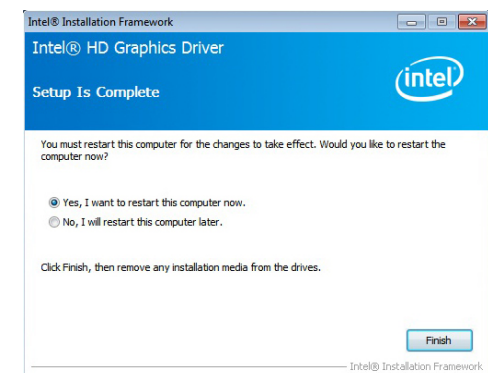 Intel® Installation Framework
Intel® HD Graphics Driver
intel®
Setup Is Complete
You must restart this computer for the changes to take effect. Would you like to restart the
computer now?
Yes, I want to restart this computer now.
No, I will restart this computer later.
Click Finish, then remove any installation media from the drives.
Finish
Intel® Installation Framework